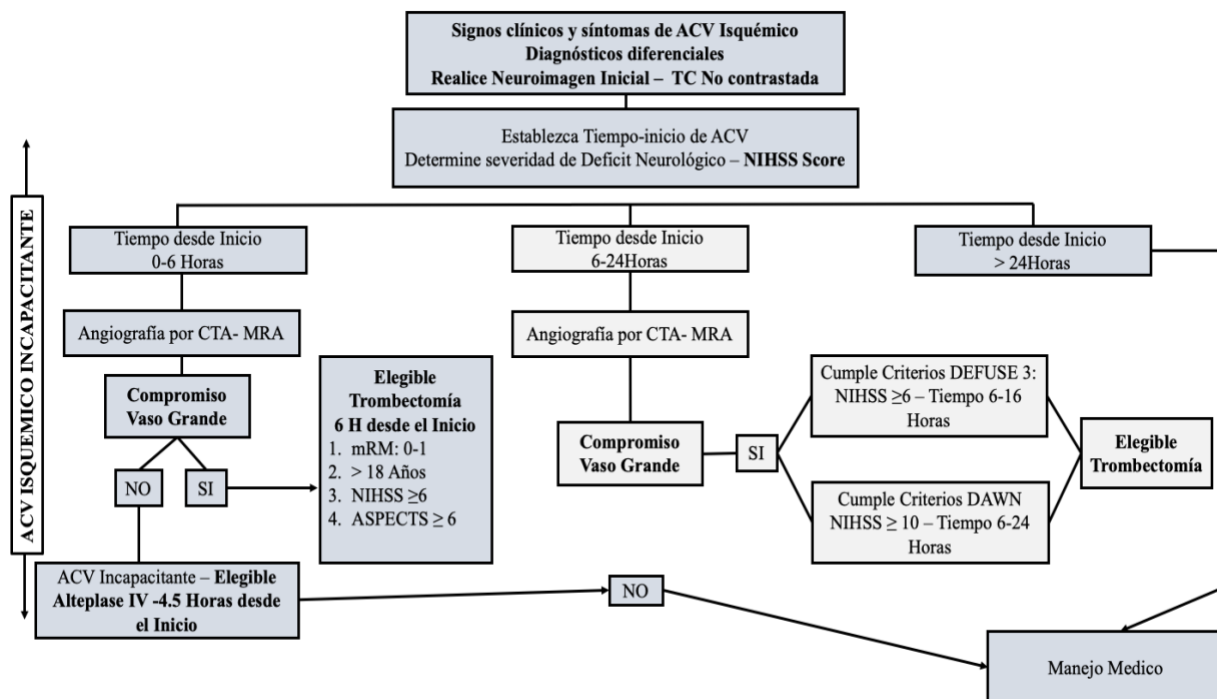 Signos clínicos y síntomas de ACV Isquémico
Diagnósticos diferenciales
Realice Neuroimagen Inicial – TC No contrastada
Establezca Tiempo-inicio de ACV
Determine severidad de Deficit Neurológico – NIHSS Score
ACV ISQUEMICO INCAPACITANTE
Tiempo desde Inicio
0-6 Horas
Tiempo desde Inicio
6-24Horas
Tiempo desde Inicio
> 24Horas
Angiografía por CTA- MRA
Angiografía por CTA- MRA
Compromiso
Vaso Grande
NO
SI
Elegible
Trombectomía
6 H desde el Inicio
1. mRM: 0-1
2. > 18 Años
3. NIHSS ≥6
4. ASPECTS ≥ 6
Compromiso
Vaso Grande
SI
Cumple Criterios DEFUSE 3:
NIHSS ≥6 – Tiempo 6-16
Horas
Cumple Criterios DAWN
NIHSS ≥ 10 – Tiempo 6-24
Horas
Elegible
Trombectomía
ACV Incapacitante – Elegible
Alteplase IV -4.5 Horas desde
el Inicio
NO
Manejo Medico